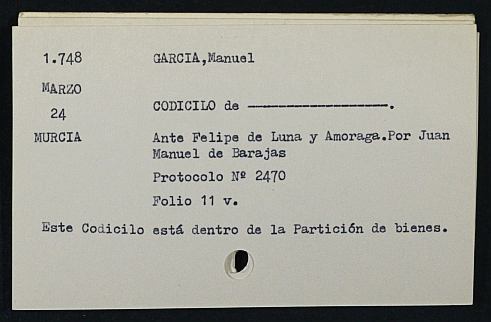 1.748 GARCIA,Manuel
MARZO
24 CODICILO de ------------------.
MURCIA Ante Felipe de Luna y Amoraga.Por Juan
Manuel de Barajas
Protocolo Nº 2470
Folio 11 v.
Este Codicilo está dentro de la Partición de bienes.